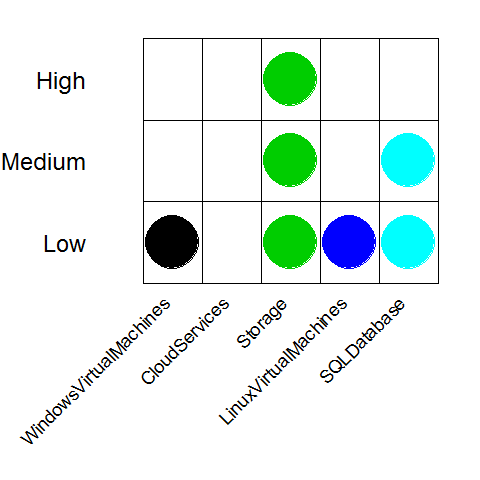 High
Medium
Low
WindowsVirtualMachines
CloudServices
Storage
LinuxVirtualMachines
SQLDatabase